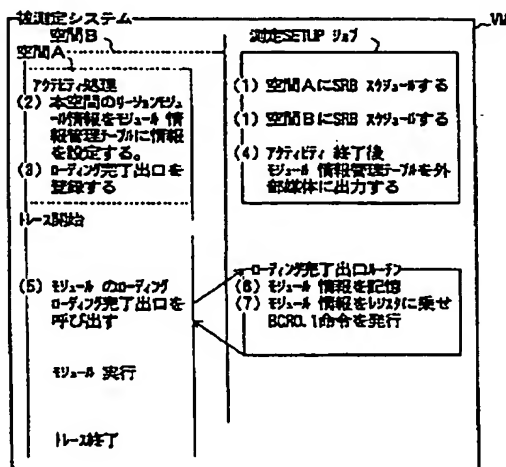 被測定システム
VM
空間B
空間A
アクティビティ処理
(2) 本空間のリージョンモジュ
ール情報をモジュール 情
報管理テーブルに情報
を設定する。
(3) ローディング完了出口を
登録する
トレース開始
(5) モジュール のローディング
ローディング完了出口を
呼び出す
モジュール 実行
トレース終了
測定SETUP ジョブ
(1) 空間AにSRB スケジュールする
(1) 空間BにSRB スケジュールする
(4) アクティビティ 終了後
モジュール 情報管理テーブルを外
部媒体に出力する
ローディング完了出口ルーチン
(6) モジュール 情報を記憶
(7) モジュール 情報をレジスタに乗せ
BCR0.1命令を発行